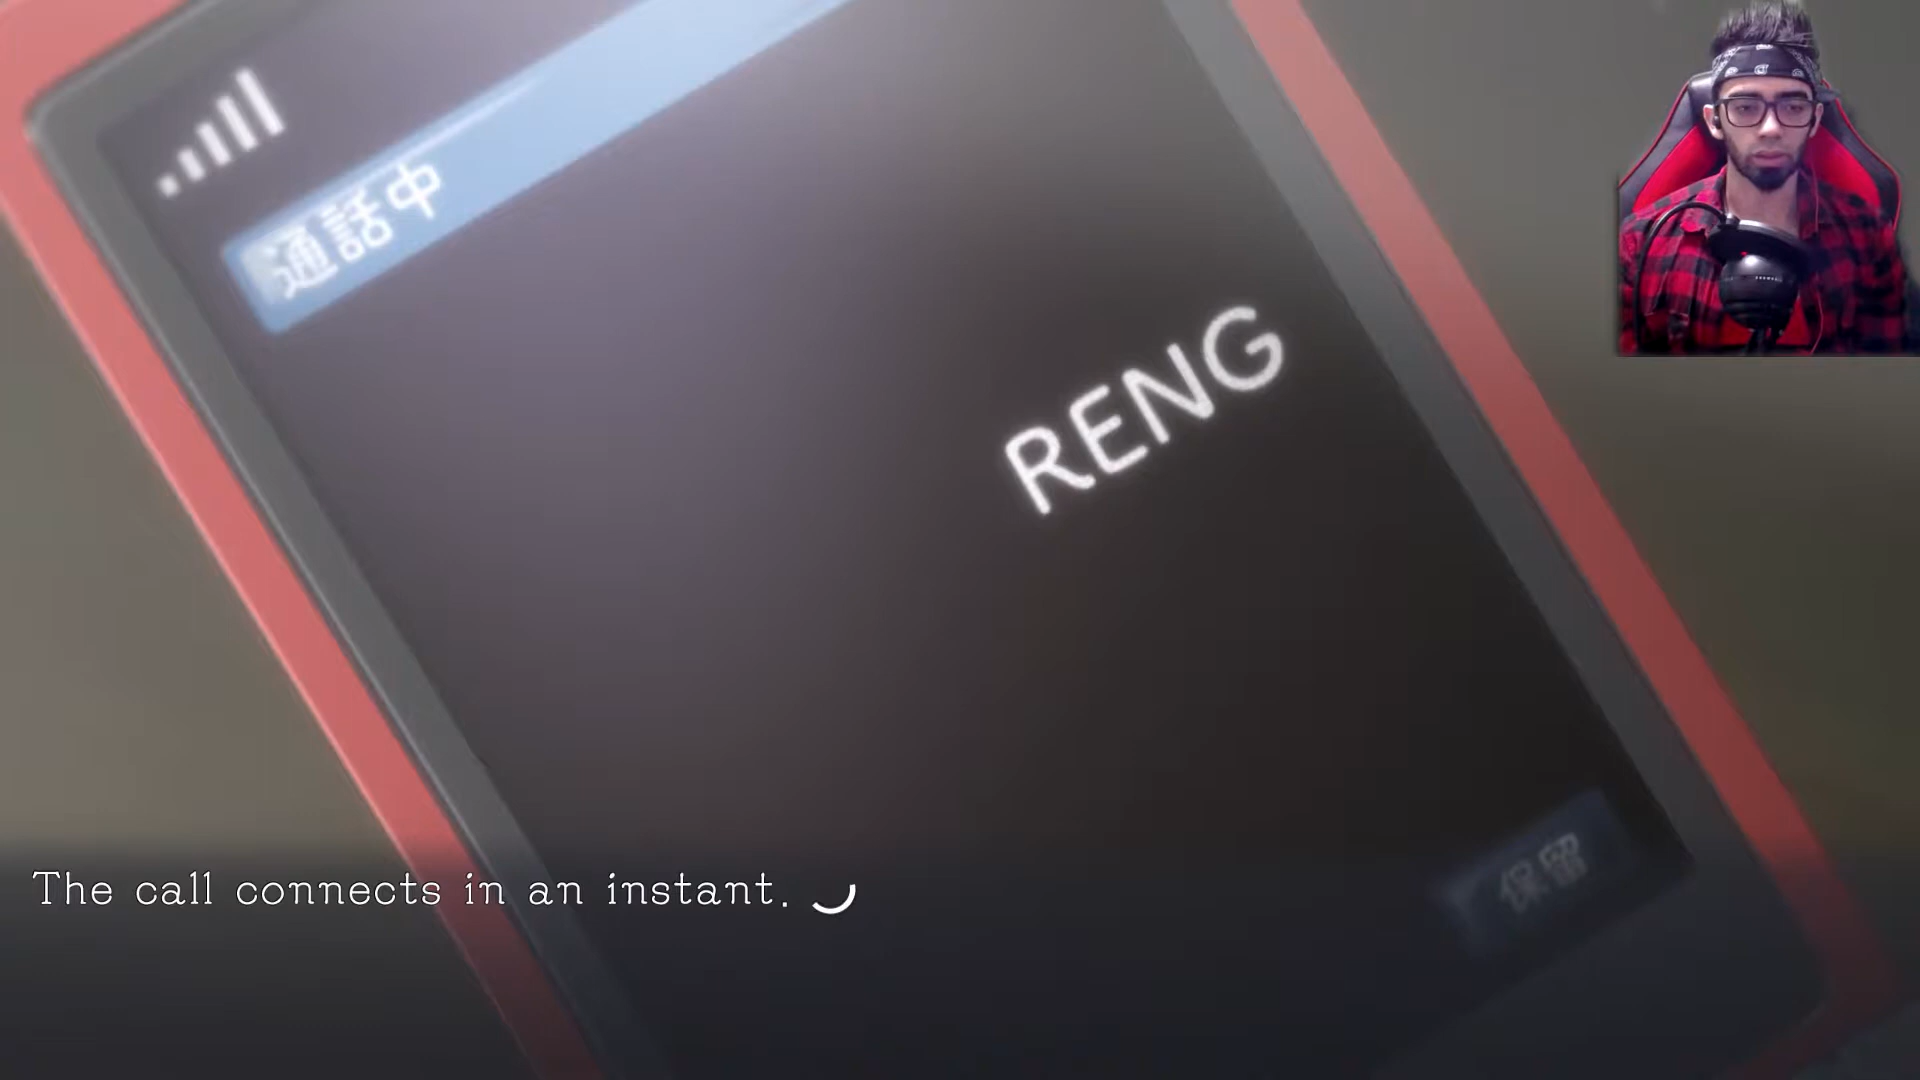 通話中
RENG
保留
The call connects in an instant.